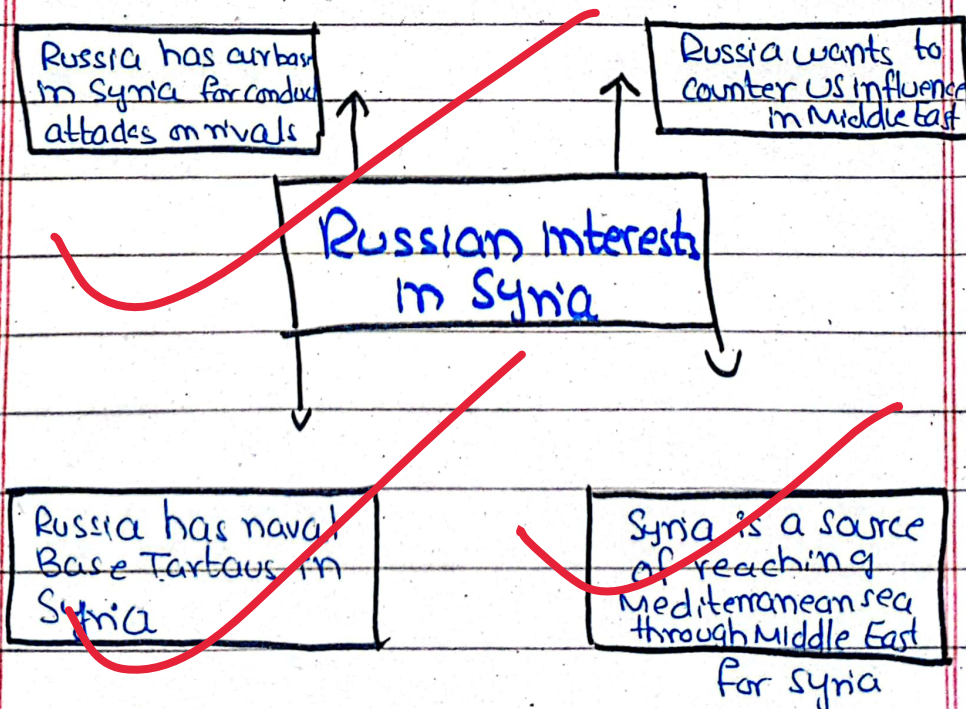 Russia has airbase
in Syria for conduct
attacks on rivals
Russia wants to
counter US influence
in Middle East
Russian interests
in Syria
Russia has naval
Base Tartaus in
Syria
Syria is a source
of reaching
Mediterranean sea
through Middle East
for Syria